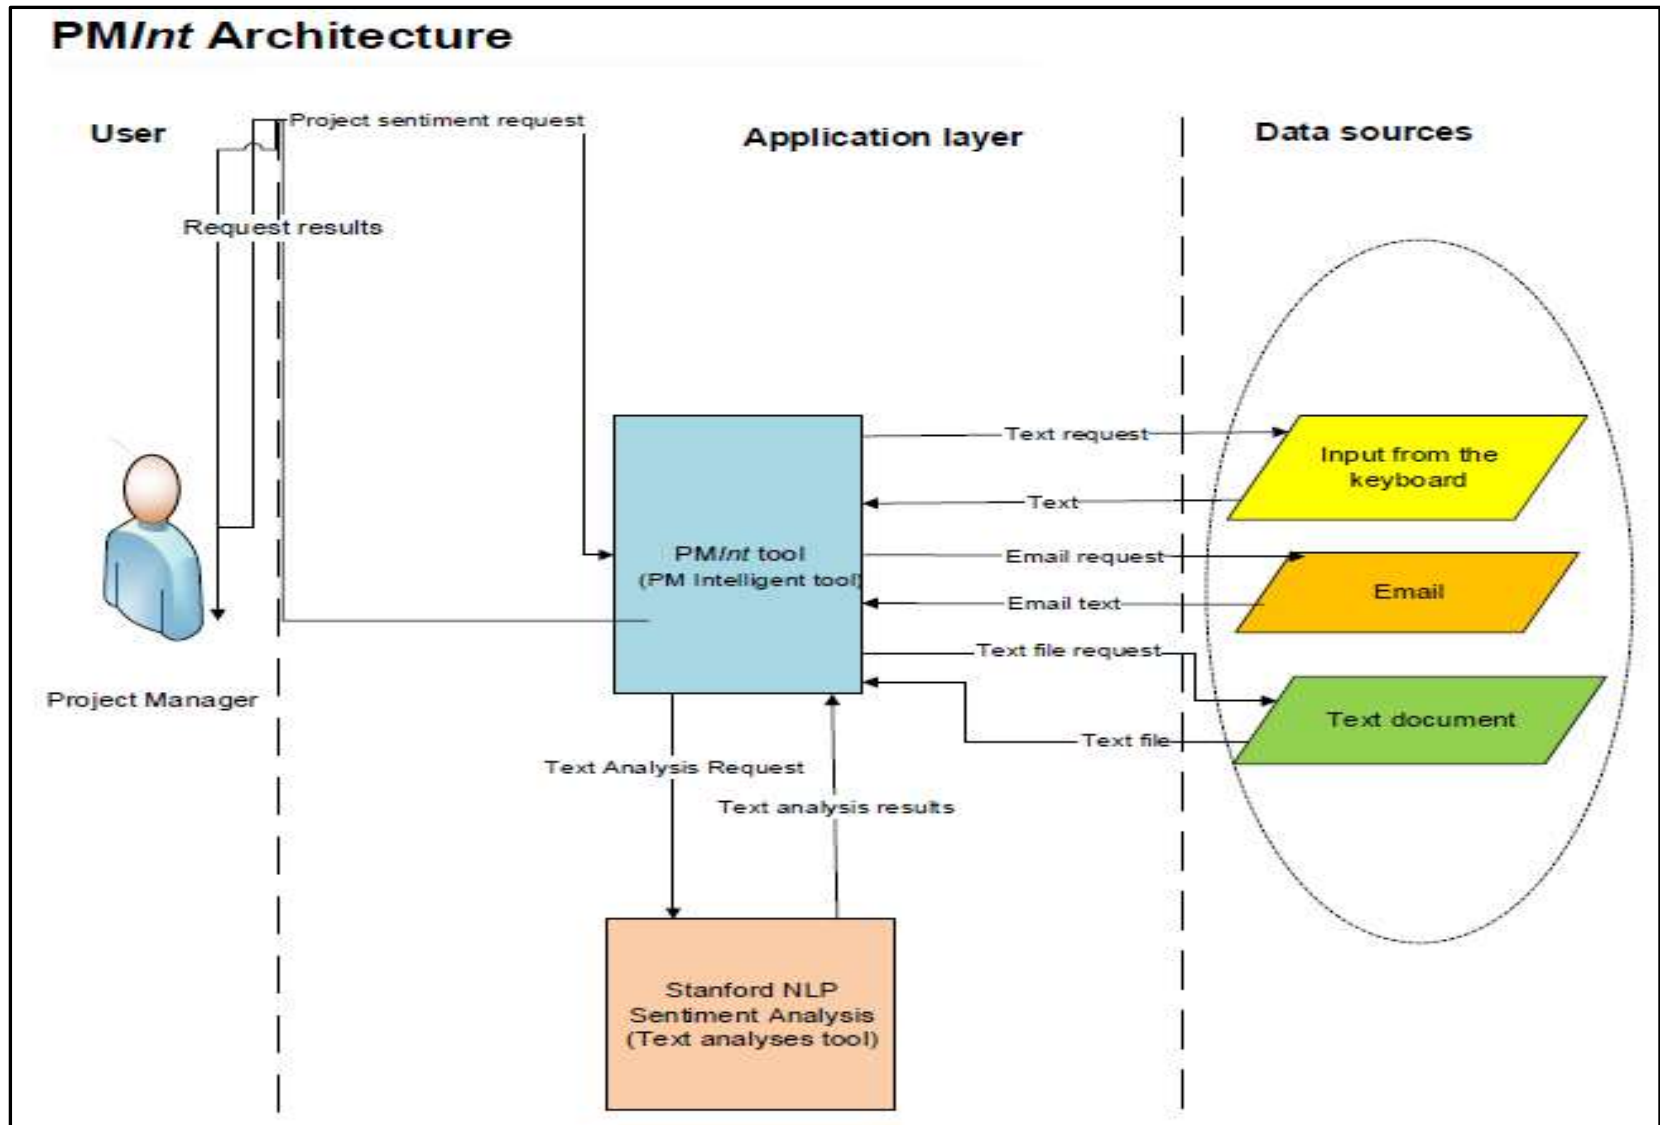 PMInt Architecture
User
Project sentiment request
Application layer
Data sources
Request results
Text request
Input from the
keyboard
Text
PMInt tool
(PM Intelligent tool)
Email request
Email
Email text
Text file request
Project Manager
Text document
Text file
Text Analysis Request
Text analysis results
Stanford NLP
Sentiment Analysis
(Text analyses tool)